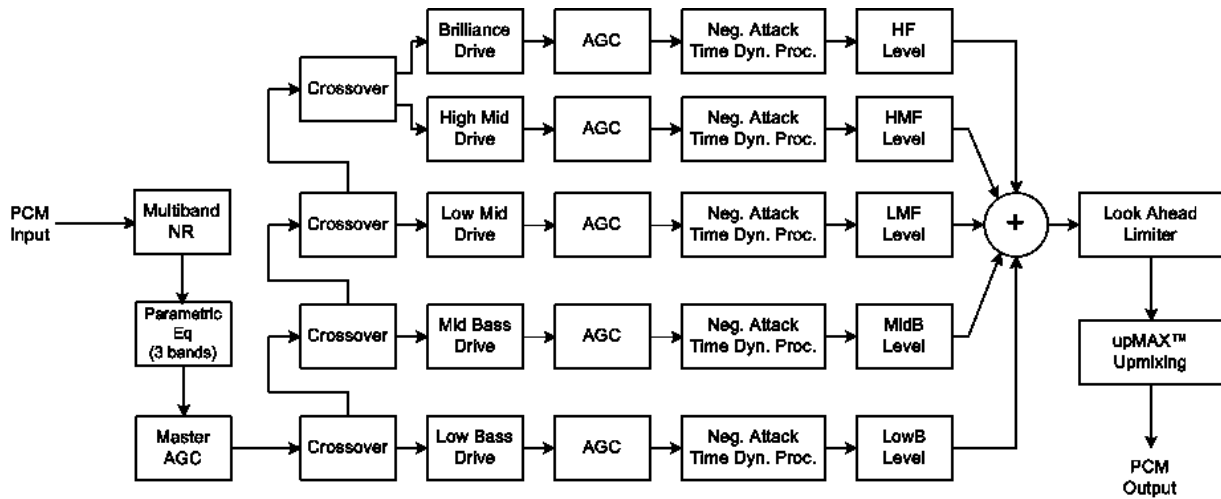 Brilliance
Drive
AGC
Neg. Attack
Time Dyn. Proc.
HF
Level
Crossover
High Mid
Drive
AGC
Neg. Attack
Time Dyn. Proc.
HMF
Level
PCM
Input
Multiband
NR
Crossover
Low Mid
Drive
AGC
Neg. Attack
Time Dyn. Proc.
LMF
Level
+
Look Ahead
Limiter
Parametric
Eq
(3 bands)
Crossover
Mid Bass
Drive
AGC
Neg. Attack
Time Dyn. Proc.
MidB
Level
upMAX™
Upmixing
Master
AGC
Crossover
Low Bass
Drive
AGC
Neg. Attack
Time Dyn. Proc.
LowB
Level
PCM
Output